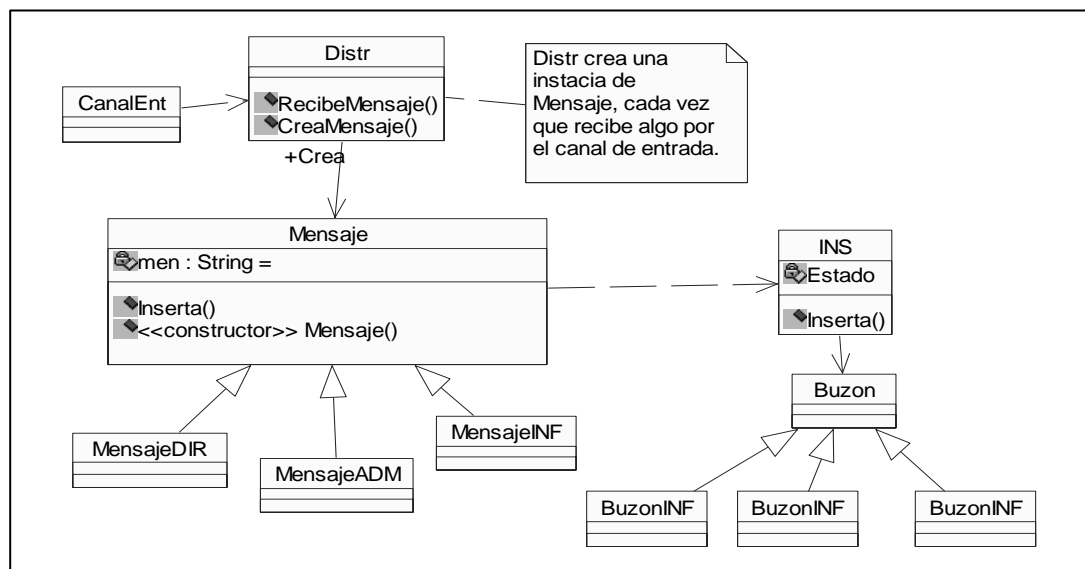 Distr
RecibeMensaje()
CreaMensaje()
Distr crea una
instacia de
Mensaje, cada vez
que recibe algo por
el canal de entrada.
CanalEnt
+Crea
Mensaje
men : String =
Inserta()
<<constructor>> Mensaje()
INS
Estado
Inserta()
Buzon
MensajeDIR
MensajeADM
MensajeINF
BuzonINF
BuzonINF
BuzonINF